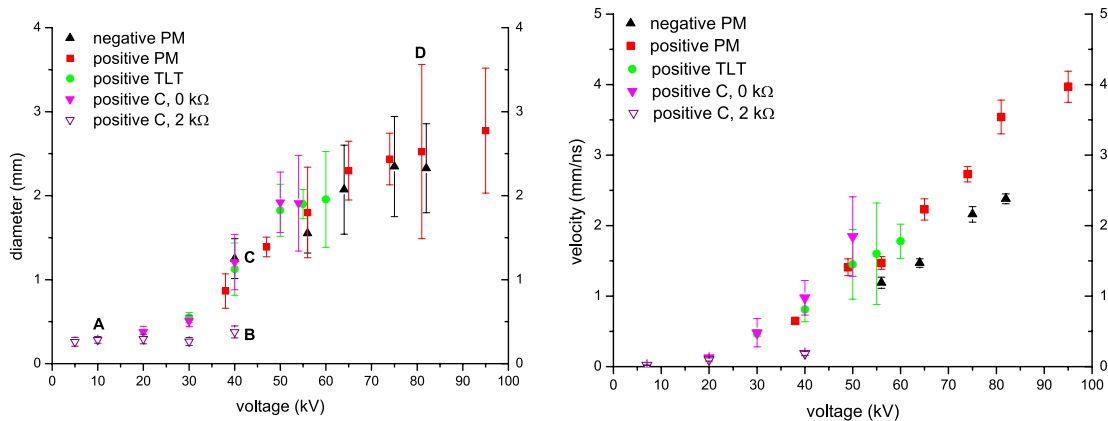 negative PM
positive PM
positive TLT
positive C, 0 kΩ
positive C, 2 kΩ
A
B
C
D
diameter (mm)
0 1 2 3 4
0 1 2 3 4
0 10 20 30 40 50 60 70 80 90 100
voltage (kV)
negative PM
positive PM
positive TLT
positive C, 0 kΩ
positive C, 2 kΩ
velocity (mm/ns)
0 1 2 3 4 5
0 1 2 3 4 5
0 10 20 30 40 50 60 70 80 90 100
voltage (kV)